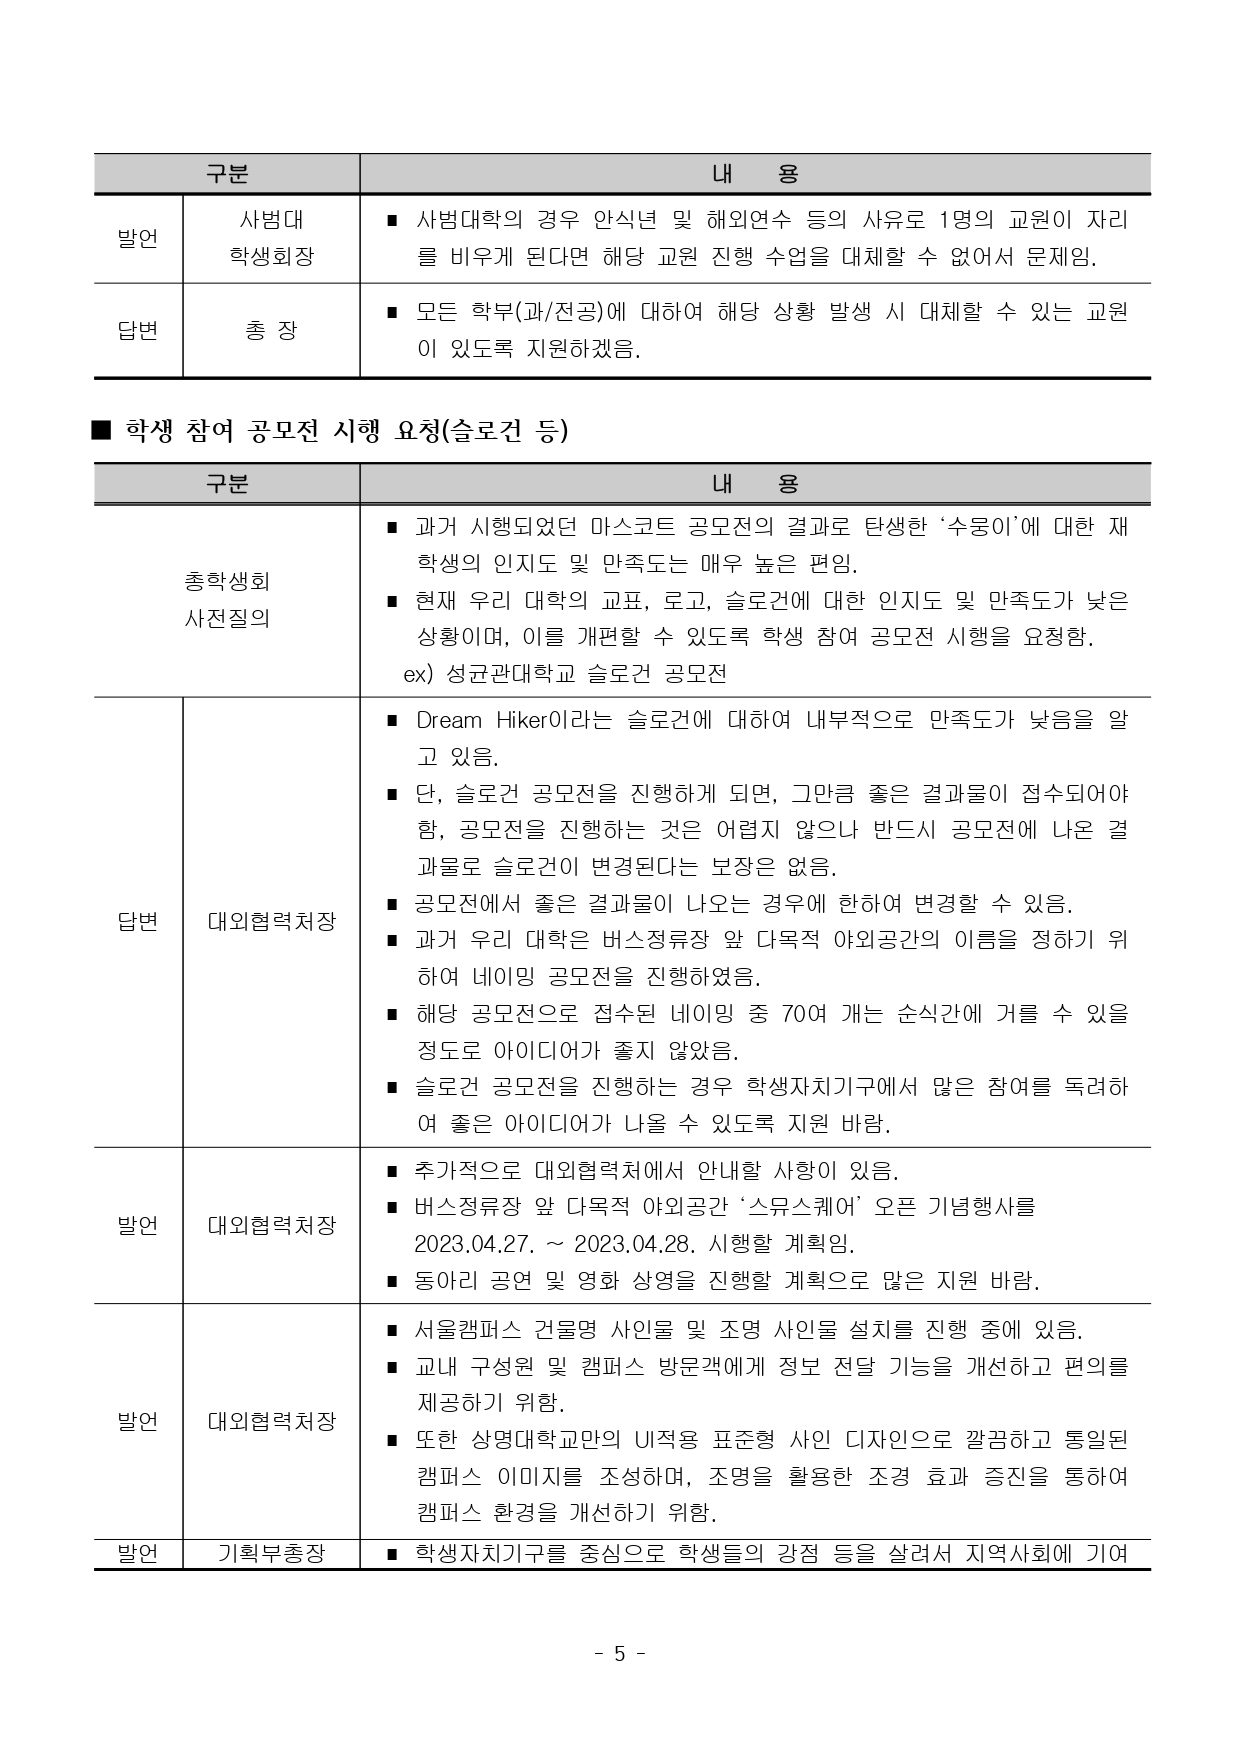 구분 내 용
발언 사범대 학생회장 ■ 사범대학의 경우 안식년 및 해외연수 등의 사유로 1명의 교원이 자리
를 비우게 된다면 해당 교원 진행 수업을 대체할 수 없어서 문제임.
답변 총 장 ■ 모든 학부(과/전공)에 대하여 해당 상황 발생 시 대체할 수 있는 교원
이 있도록 지원하겠음.
■ 학생 참여 공모전 시행 요청(슬로건 등)
구분 내 용
총학생회
사전질의
■ 과거 시행되었던 마스코트 공모전의 결과로 탄생한 ‘수뭉이’에 대한 재
학생의 인지도 및 만족도는 매우 높은 편임.
■ 현재 우리 대학의 교표, 로고, 슬로건에 대한 인지도 및 만족도가 낮은
상황이며, 이를 개편할 수 있도록 학생 참여 공모전 시행을 요청함.
ex) 성균관대학교 슬로건 공모전
답변 대외협력처장
■ Dream Hiker이라는 슬로건에 대하여 내부적으로 만족도가 낮음을 알
고 있음.
■ 단, 슬로건 공모전을 진행하게 되면, 그만큼 좋은 결과물이 접수되어야
함, 공모전을 진행하는 것은 어렵지 않으나 반드시 공모전에 나온 결
과물로 슬로건이 변경된다는 보장은 없음.
■ 공모전에서 좋은 결과물이 나오는 경우에 한하여 변경할 수 있음.
■ 과거 우리 대학은 버스정류장 앞 다목적 야외공간의 이름을 정하기 위
하여 네이밍 공모전을 진행하였음.
■ 해당 공모전으로 접수된 네이밍 중 70여 개는 순식간에 거를 수 있을
정도로 아이디어가 좋지 않았음.
■ 슬로건 공모전을 진행하는 경우 학생자치기구에서 많은 참여를 독려하
여 좋은 아이디어가 나올 수 있도록 지원 바람.
발언 대외협력처장
■ 추가적으로 대외협력처에서 안내할 사항이 있음.
■ 버스정류장 앞 다목적 야외공간 ‘스뮤스퀘어’ 오픈 기념행사를
2023.04.27. ~ 2023.04.28. 시행할 계획임.
■ 동아리 공연 및 영화 상영을 진행할 계획으로 많은 지원 바람.
발언 대외협력처장
■ 서울캠퍼스 건물명 사인물 및 조명 사인물 설치를 진행 중에 있음.
■ 교내 구성원 및 캠퍼스 방문객에게 정보 전달 기능을 개선하고 편의를
제공하기 위함.
■ 또한 상명대학교만의 UI적용 표준형 사인 디자인으로 깔끔하고 통일된
캠퍼스 이미지를 조성하며, 조명을 활용한 조경 효과 증진을 통하여
캠퍼스 환경을 개선하기 위함.
발언 기획부총장 ■ 학생자치기구를 중심으로 학생들의 강점 등을 살려서 지역사회에 기여
- 5 -